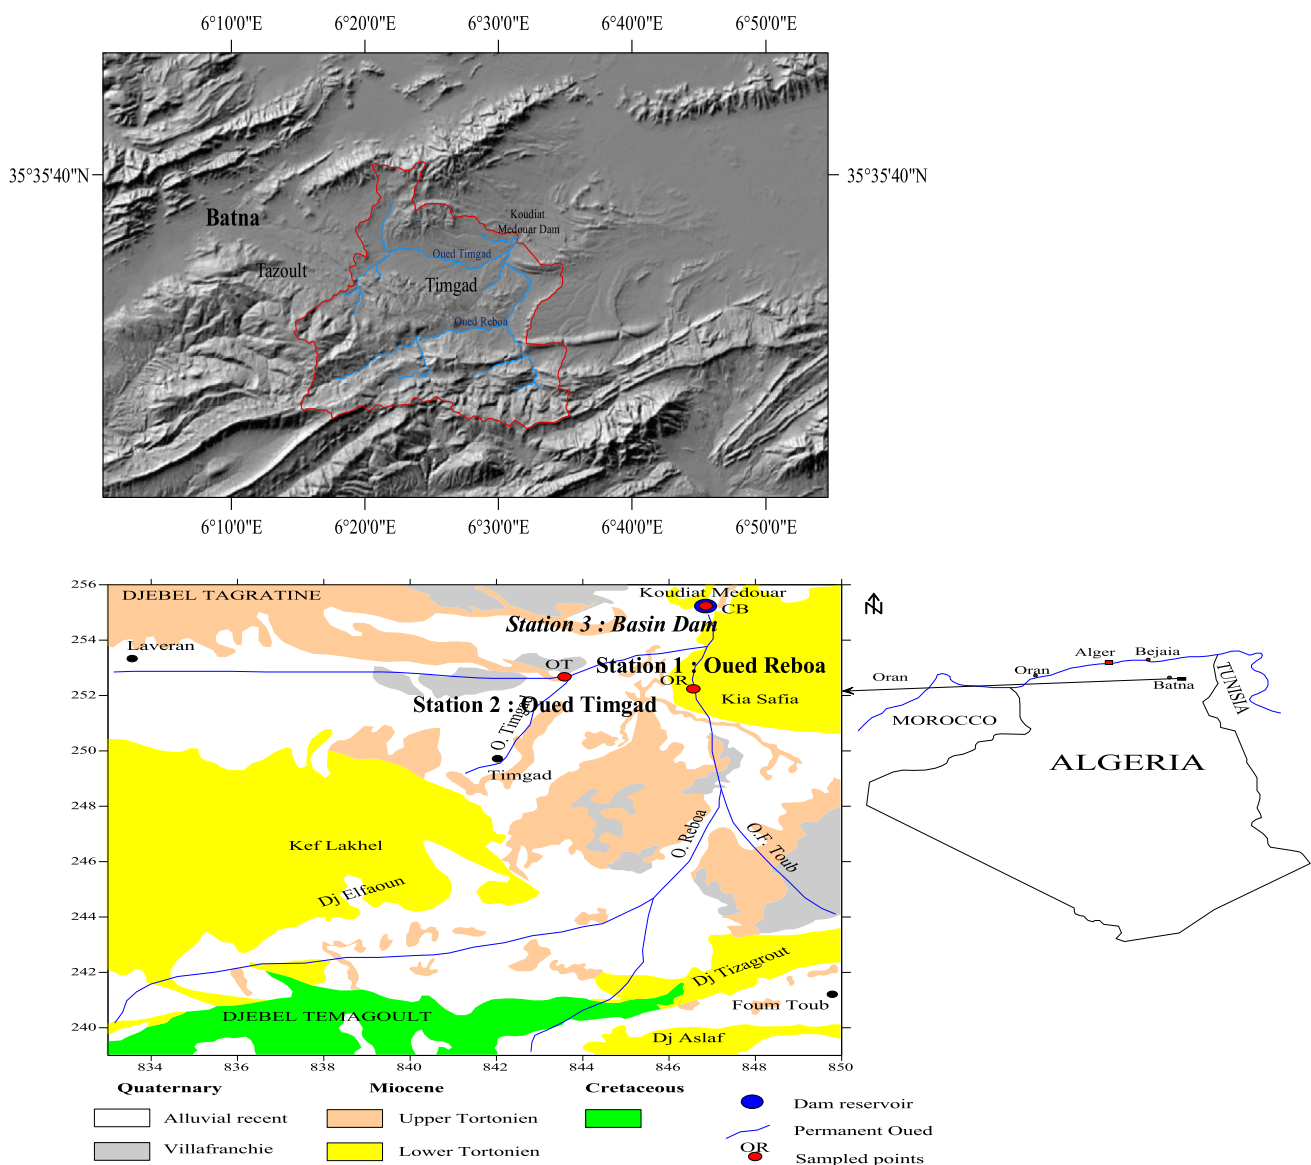 6°10'0"E 6°20'0"E 6°30'0"E 6°40'0"E 6°50'0"E
35°35'40"N 35°35'40"N
Batna
Koudiat
Medouar Dam
Oued Timgad
Tazoult
Timgad
Oued Reboa
6°10'0"E 6°20'0"E 6°30'0"E 6°40'0"E 6°50'0"E
256
254
252
250
248
246
244
242
240
DJEBEL TAGRATINE
Koudiat Medouar
CB
Station 3 : Basin Dam
Laveran
OT
Station 1 : Oued Reboa
OR
Kia Safia
Station 2 : Oued Timgad
O. Timgad
Timgad
O. Reboa
O.F. Toub
Kef Lakhel
Dj Elfaoun
Dj Tizagrout
Foum Toub
DJEBEL TEMAGOULT
Dj Aslaf
834 836 838 840 842 844 846 848 850
N
Oran
Oran
Alger
Bejaia
Batna
TUNISIA
MOROCCO
ALGERIA
Quaternary Miocene Cretaceous
Alluvial recent
Villafranchie
Upper Tortonien
Lower Tortonien
Dam reservoir
Permanent Oued
OR
Sampled points